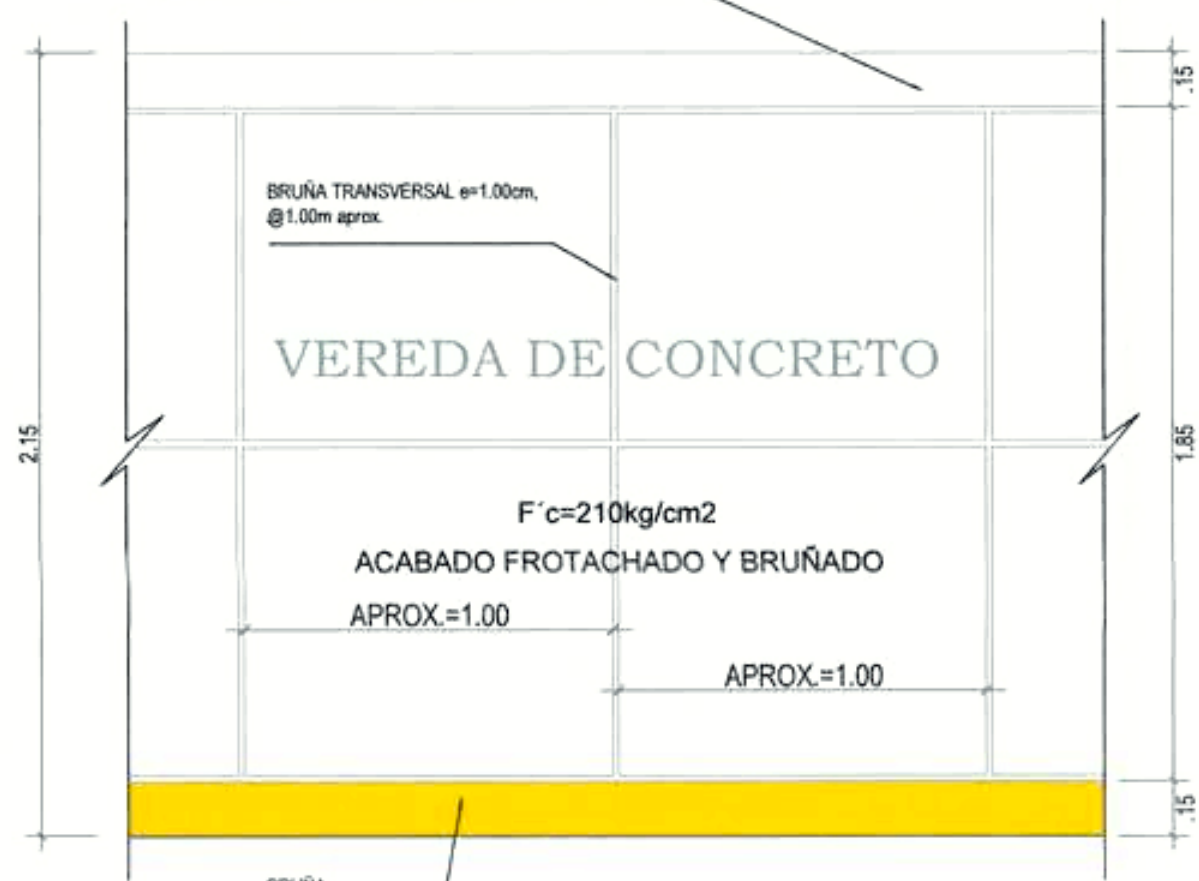 .15
BRUÑA TRANSVERSAL e=1.00cm,
@1.00m aprox.
VEREDA DE CONCRETO
2.15
1.85
F´c=210kg/cm2
ACABADO FROTACHADO Y BRUÑADO
APROX.=1.00
APROX.=1.00
.15